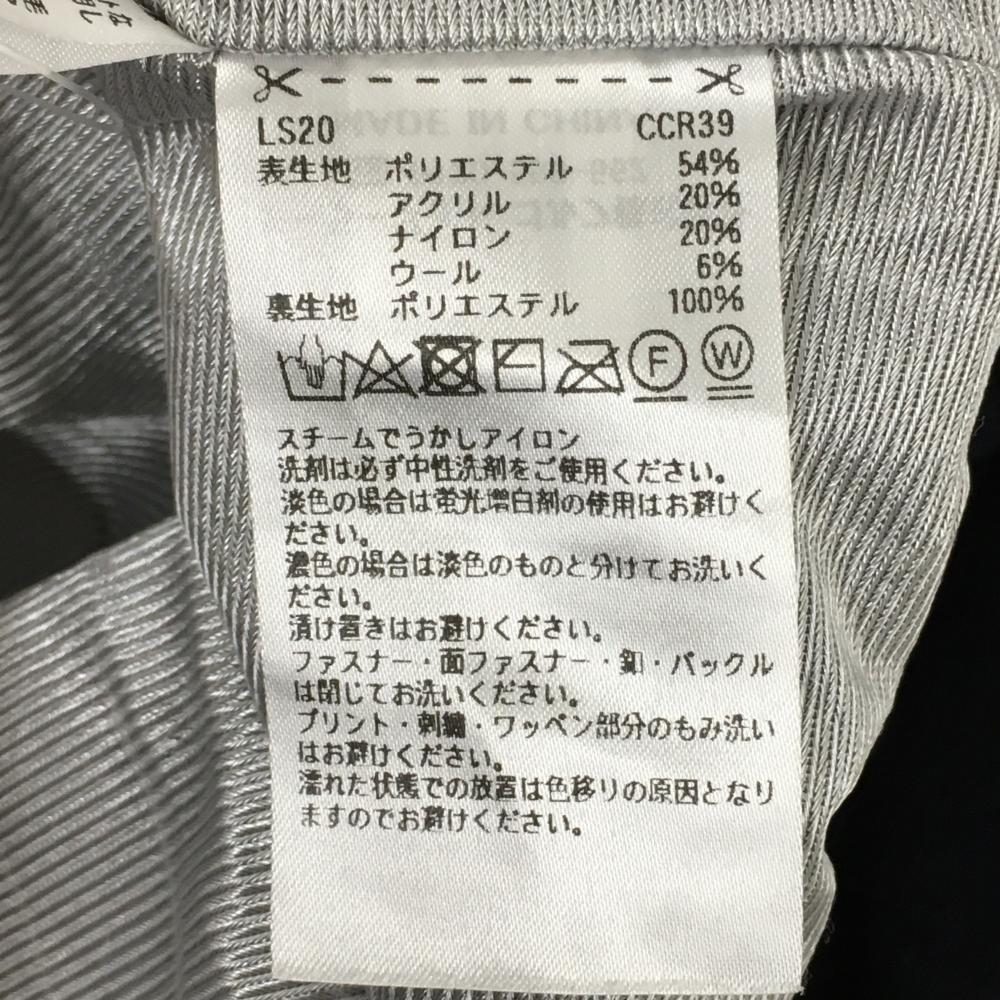 LS20 CCR39
表生地 ポリエステル 54%
アクリル 20%
ナイロン 20%
ウール 6%
裏生地 ポリエステル 100%
F W
スチームでうかしアイロン
洗剤は必ず中性洗剤をご使用ください。
淡色の場合は蛍光増白剤の使用はお避けく
ださい。
濃色の場合は淡色のものと分けてお洗いく
ださい。
漬け置きはお避けください。
ファスナー・面ファスナー・釦・バックル
は閉じてお洗いください。
プリント・刺繍・ワッペン部分のもみ洗い
はお避けください。
濡れた状態での放置は色移りの原因となり
ますのでお避けください。